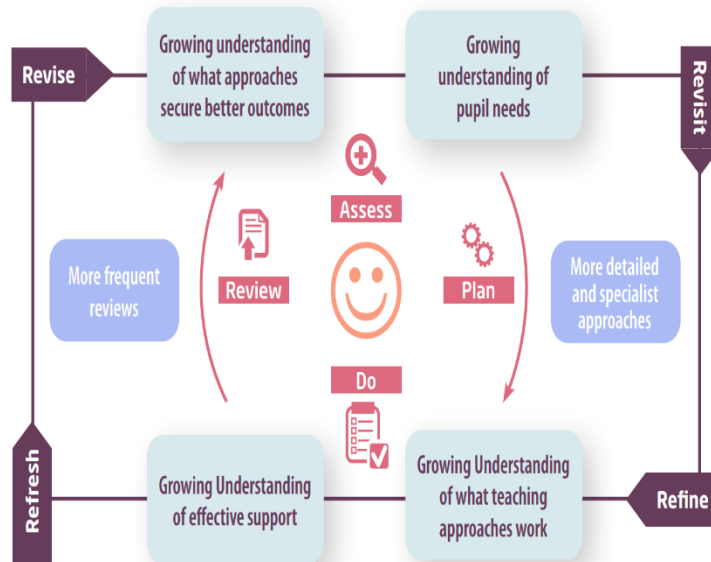 Revise
Growing understanding
of what approaches
secure better outcomes
Growing
understanding of
pupil needs
Revisit
Assess
More frequent
reviews
Review
Plan
More detailed
and specialist
approaches
Do
Refresh
Growing Understanding
of effective support
Growing Understanding
of what teaching
approaches work
Refine